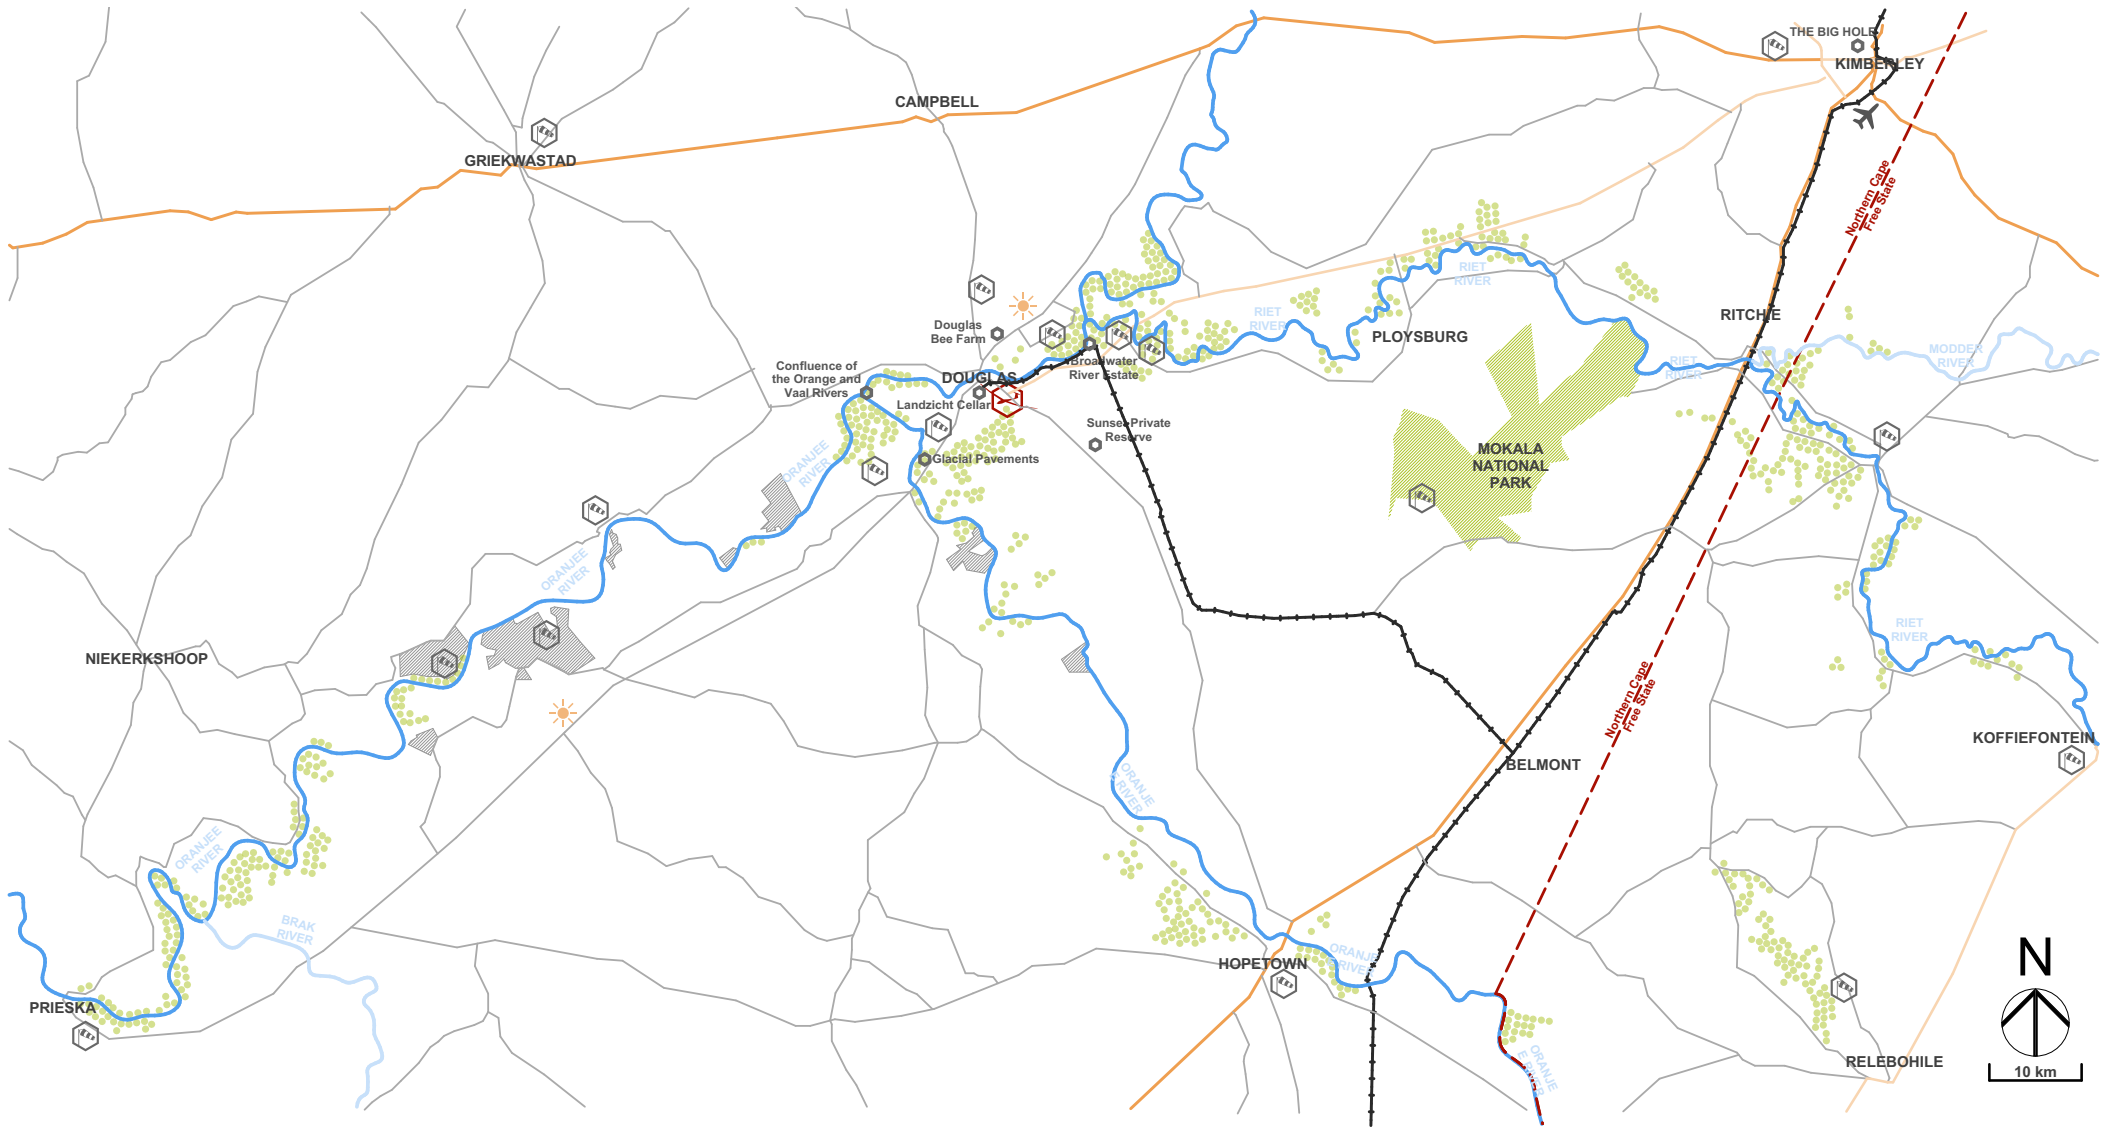 THE BIG HOLE
KIMBERLEY
CAMPBELL
GRIEKWASTAD
Northern Cape
Free State
RIET
RIVER
RIET
RIVER
RITCHIE
PLOYSBURG
Douglas
Bee Farm
MODDER
RIVER
Broadwater
River Estate
RIET
RIVER
Confluence of
the Orange and
Vaal Rivers
DOUGLAS
Landzicht Cellar
Sunset Private
Reserve
Glacial Pavements
MOKALA
NATIONAL
PARK
ORANJEE
RIVER
ORANJEE
RIVER
RIET
RIVER
NIEKERKSHOOP
Northern Cape
Free State
KOFFIEFONTEIN
BELMONT
ORANJE
E RIVER
ORANJEE
RIVER
BRAK
RIVER
HOPETOWN
ORANJE
RIVER
N
PRIESKA
ORANJE
E RIVER
RELEBOHILE
10 km